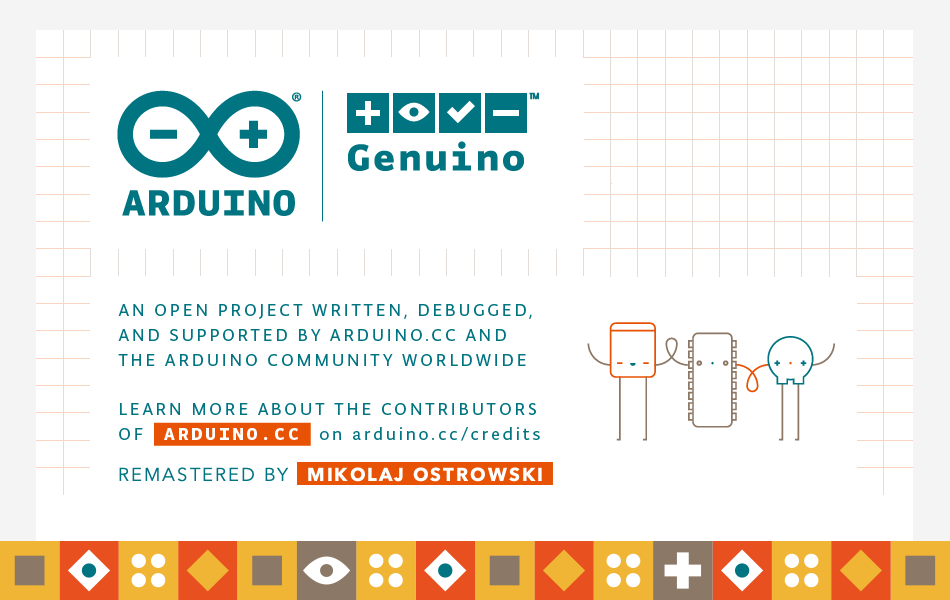 ®
ARDUINO
TM
Genuino
AN OPEN PROJECT WRITTEN, DEBUGGED,
AND SUPPORTED BY ARDUINO.CC AND
THE ARDUINO COMMUNITY WORLDWIDE
LEARN MORE ABOUT THE CONTRIBUTORS
OF ARDUINO.CC on arduino.cc/credits
REMASTERED BY MIKOLAJ OSTROWSKI